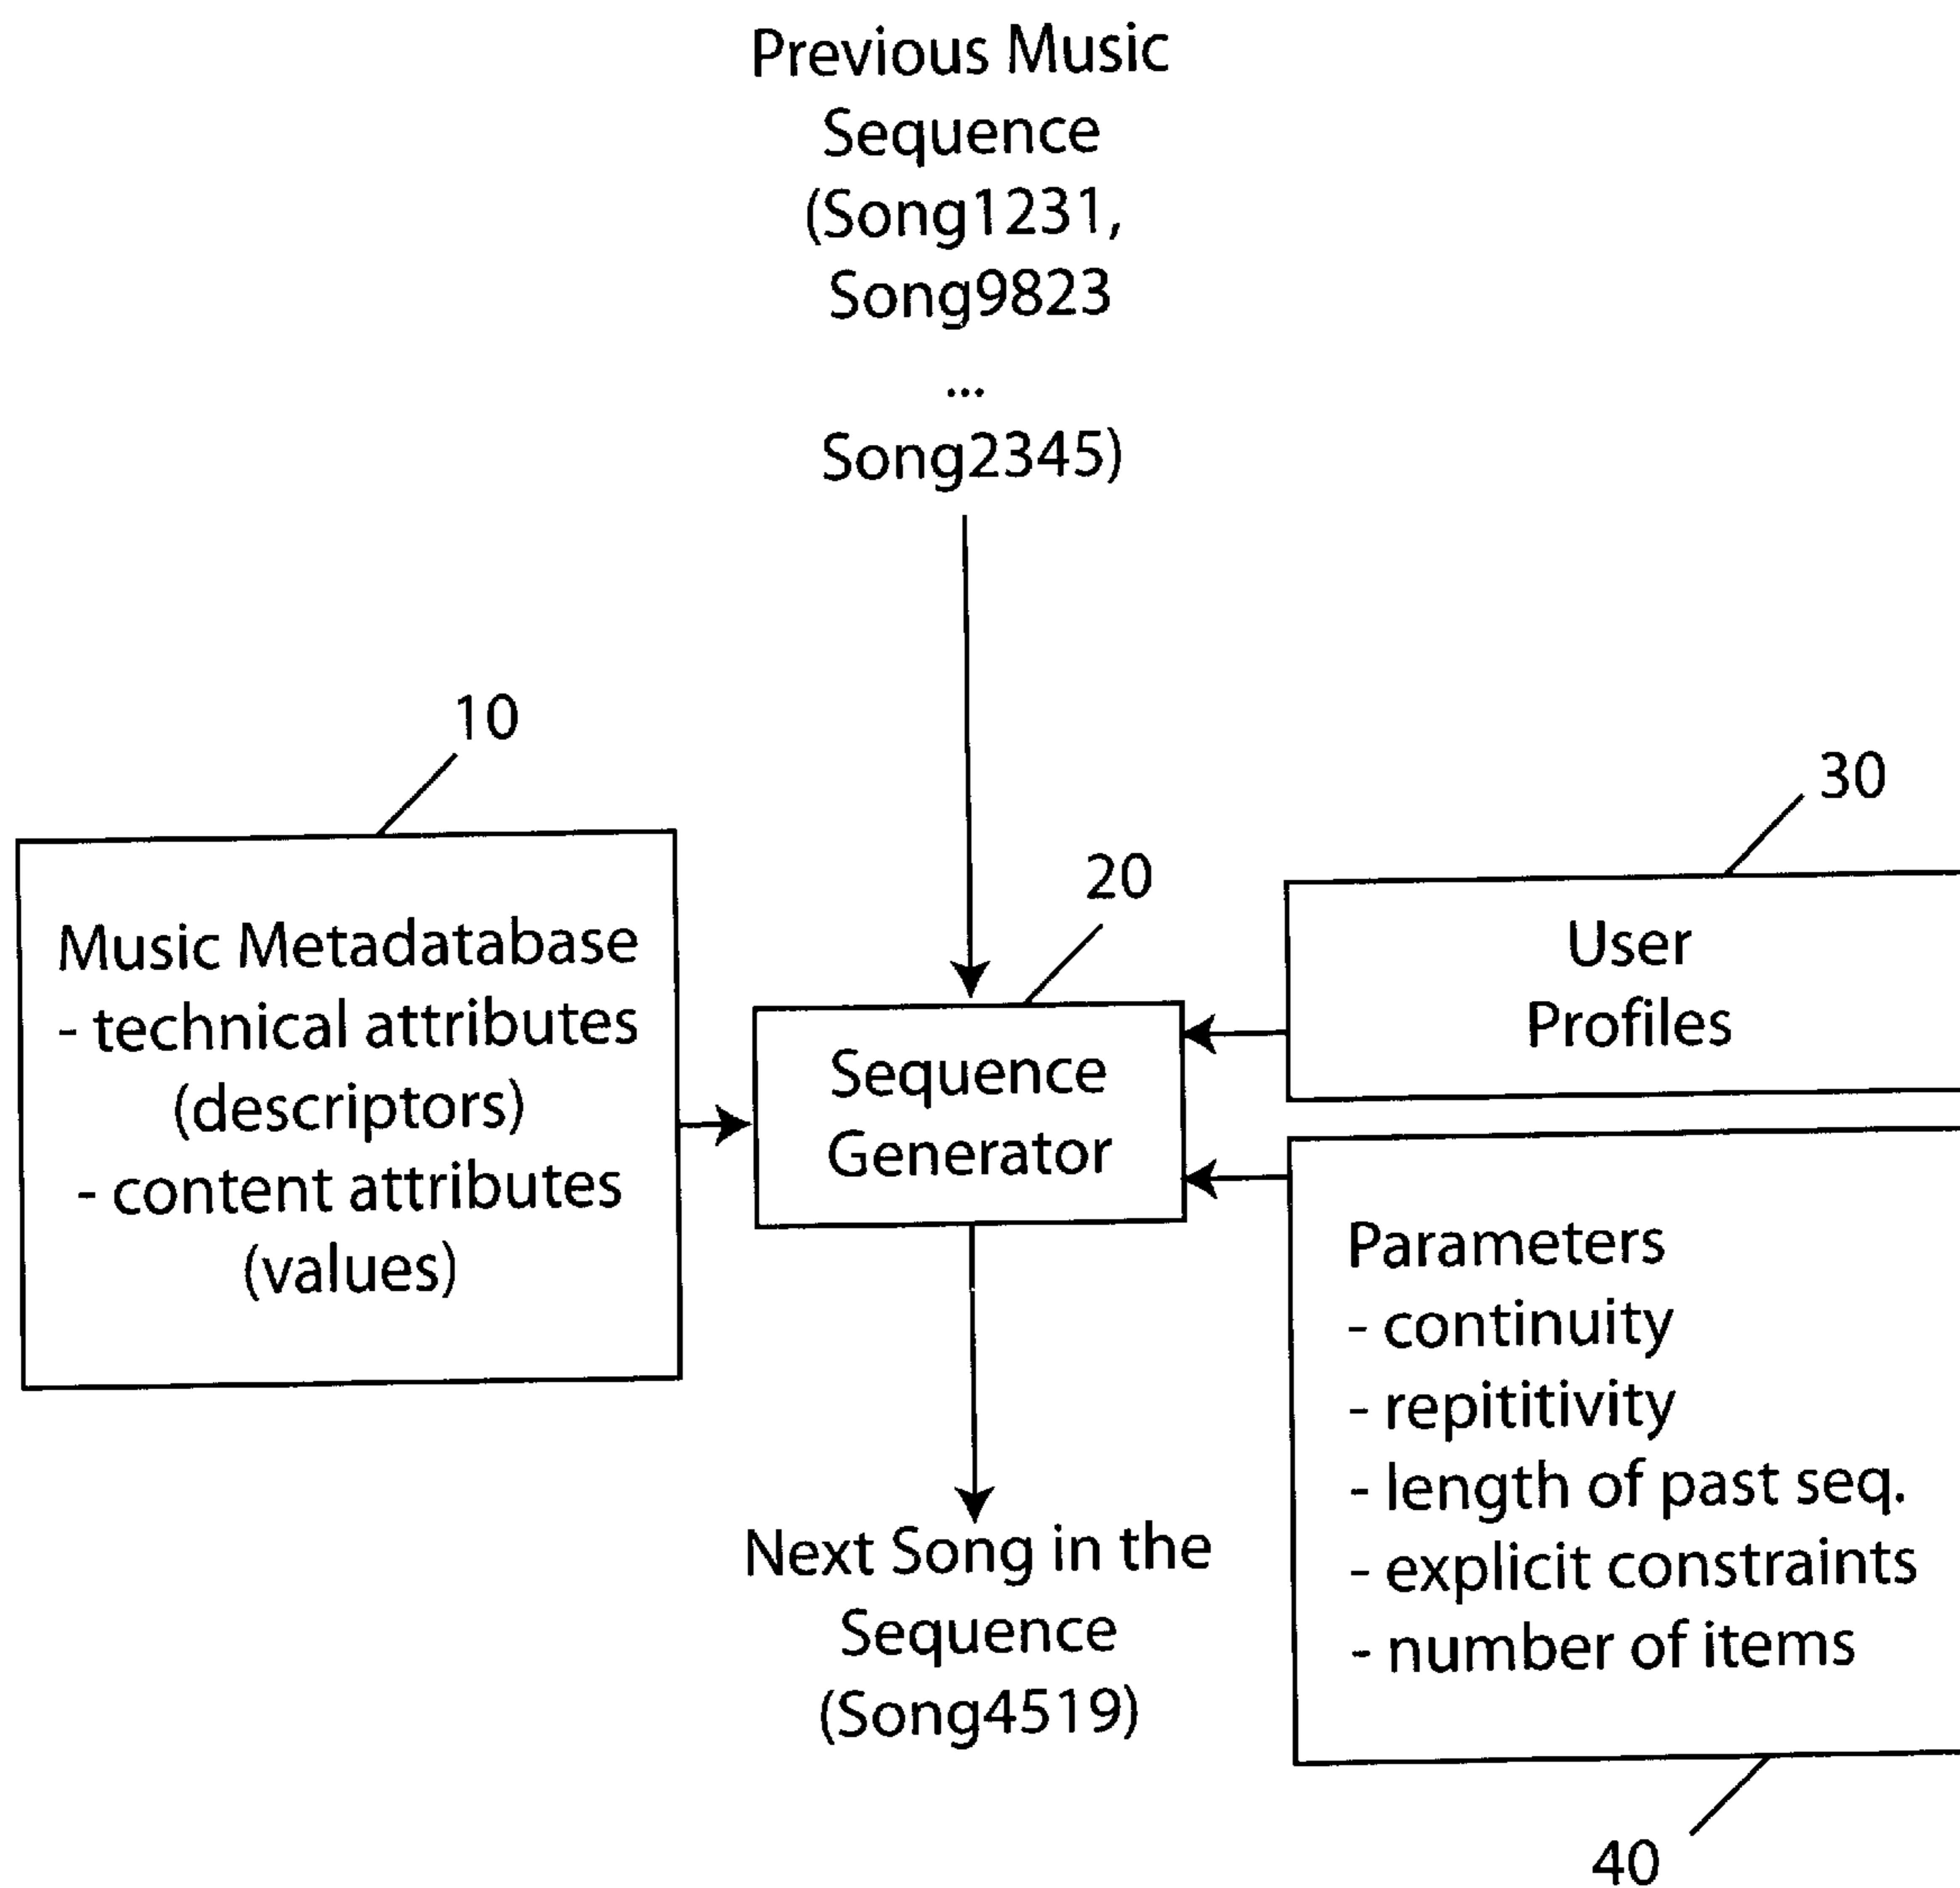 Previous Music
Sequence
(Song1231,
Song9823
...
Song2345)
10
Music Metadatabase
- technical attributes
(descriptors)
- content attributes
(values)
20
Sequence
Generator
30
User
Profiles
Parameters
- continuity
- repititivity
- length of past seq.
- explicit constraints
- number of items
40
Next Song in the
Sequence
(Song4519)